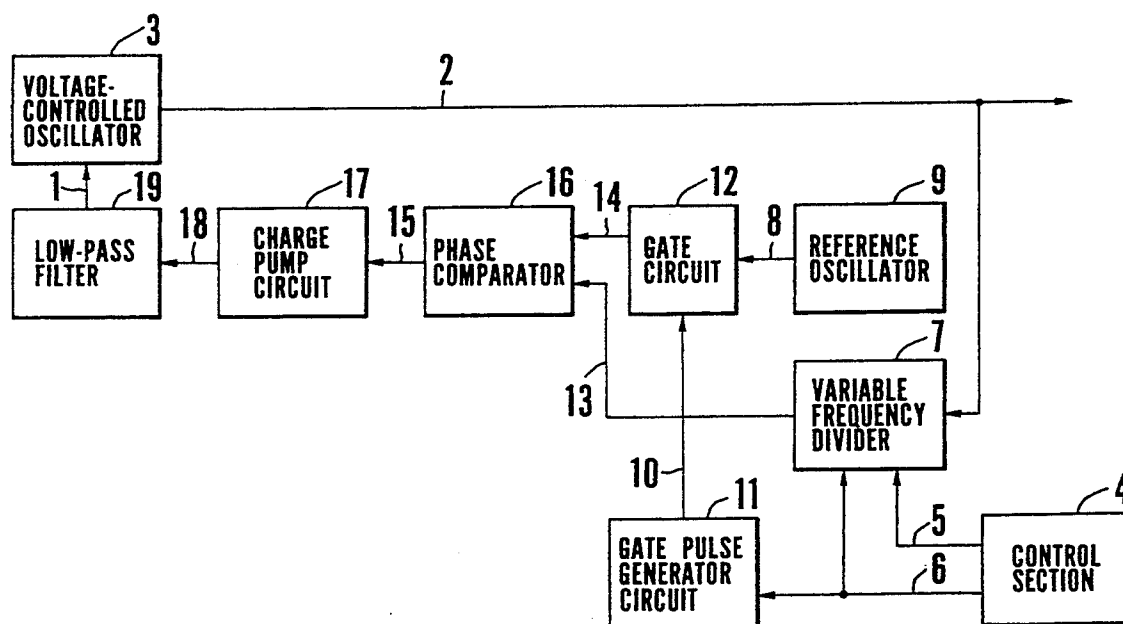 3
VOLTAGE-
CONTROLLED
OSCILLATOR
2
1
19
LOW-PASS
FILTER
18
17
CHARGE
PUMP
CIRCUIT
15
16
PHASE
COMPARATOR
14
12
GATE
CIRCUIT
8
9
REFERENCE
OSCILLATOR
13
7
VARIABLE
FREQUENCY
DIVIDER
10
11
GATE PULSE
GENERATOR
CIRCUIT
5
6
4
CONTROL
SECTION